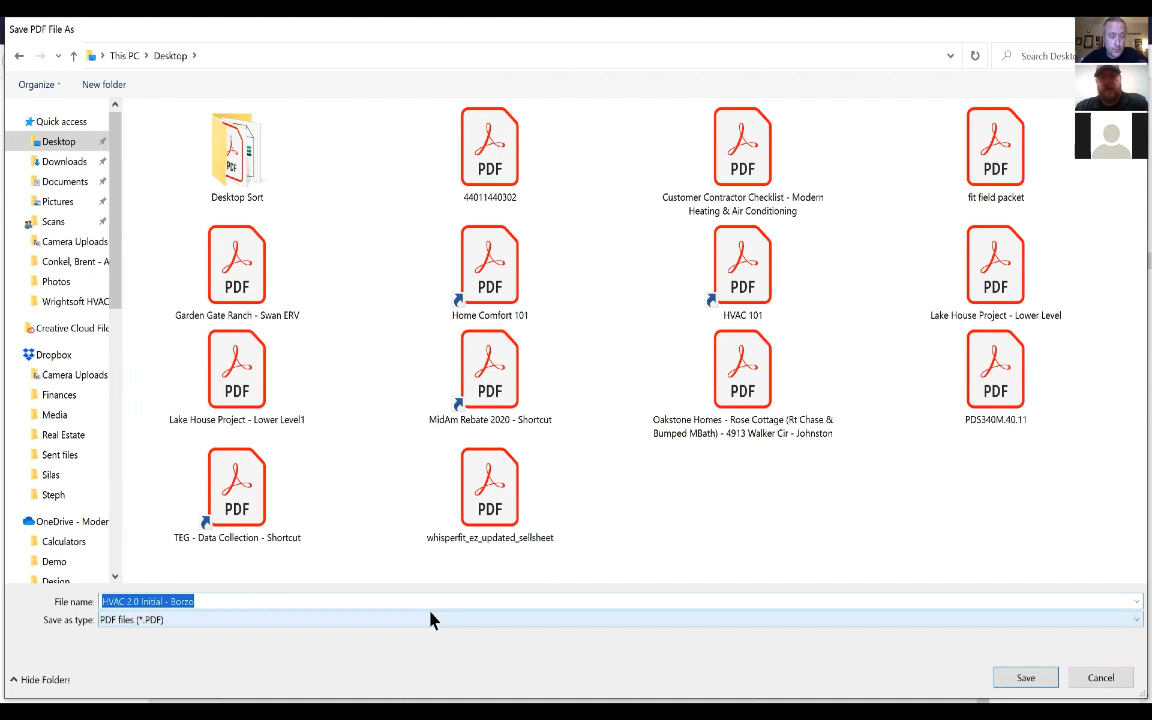 Save PDF File As
This PC
Desktop
Search Deskto
Organize
New folder
Quick access
Desktop
Downloads
Documents
Pictures
Scans
Camera Uploads
Conkel, Brent - A
Photos
Wrightsoft HVAC
Creative Cloud File
Dropbox
Camera Uploads
Finances
Media
Real Estate
Sent files
Silas
Steph
OneDrive - Moder
Calculators
Demo
Design
PDF
Desktop Sort
PDF
44011440302
PDF
Customer Contractor Checklist - Modern
Heating & Air Conditioning
PDF
fit field packet
PDF
Garden Gate Ranch - Swan ERV
PDF
Home Comfort 101
PDF
HVAC 101
PDF
Lake House Project - Lower Level
PDF
Lake House Project - Lower Level1
PDF
MidAm Rebate 2020 - Shortcut
PDF
Oakstone Homes - Rose Cottage (Rt Chase &
Bumped MBath) - 4913 Walker Cir - Johnston
PDF
PDS340M.40.11
PDF
TEG - Data Collection - Shortcut
PDF
whisperfit_ez_updated_sellsheet
File name: HVAC 2.0 Initial - Borzo
Save as type: PDF files (*.PDF)
Hide Folders
Save
Cancel